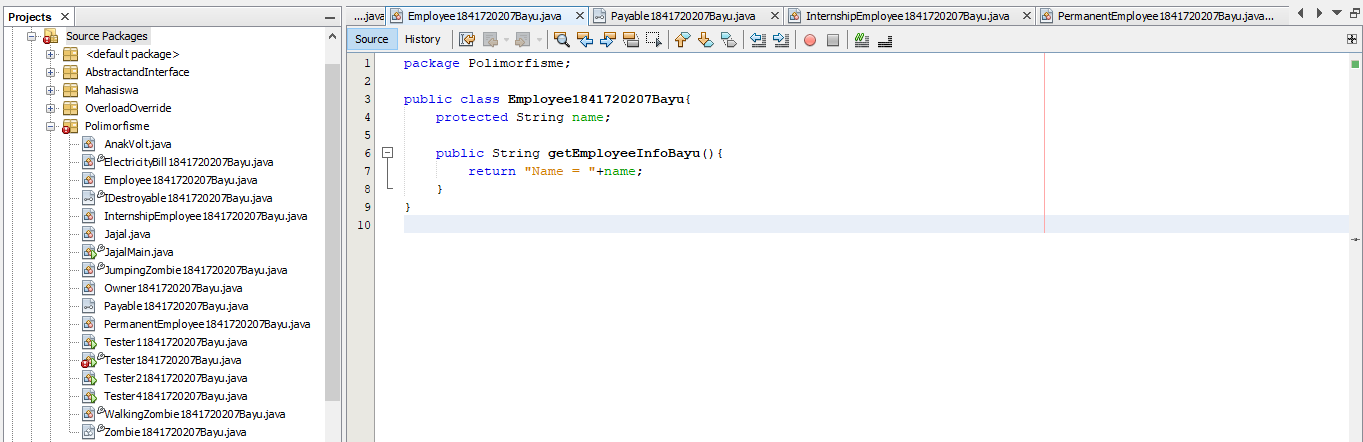 Projects
Source Packages
<default package>
AbstractandInterface
Mahasiswa
OverloadOverride
Polimorfisme
AnakVolt.java
ElectricityBill1841720207Bayu.java
Employee1841720207Bayu.java
IDestroyable1841720207Bayu.java
InternshipEmployee1841720207Bayu.java
Jajal.java
JajalMain.java
JumpingZombie1841720207Bayu.java
Owner1841720207Bayu.java
Payable1841720207Bayu.java
PermanentEmployee1841720207Bayu.java
Tester11841720207Bayu.java
Tester1841720207Bayu.java
Tester21841720207Bayu.java
Tester41841720207Bayu.java
WalkingZombie1841720207Bayu.java
Zombie1841720207Bayu.java
....java Employee1841720207Bayu.java Payable1841720207Bayu.java InternshipEmployee1841720207Bayu.java PermanentEmployee1841720207Bayu.java...
Source History
1 package Polimorfisme;
2
3 public class Employee1841720207Bayu{
4 protected String name;
5
6 public String getEmployeeInfoBayu(){
7 return "Name = "+name;
8 }
9 }
10